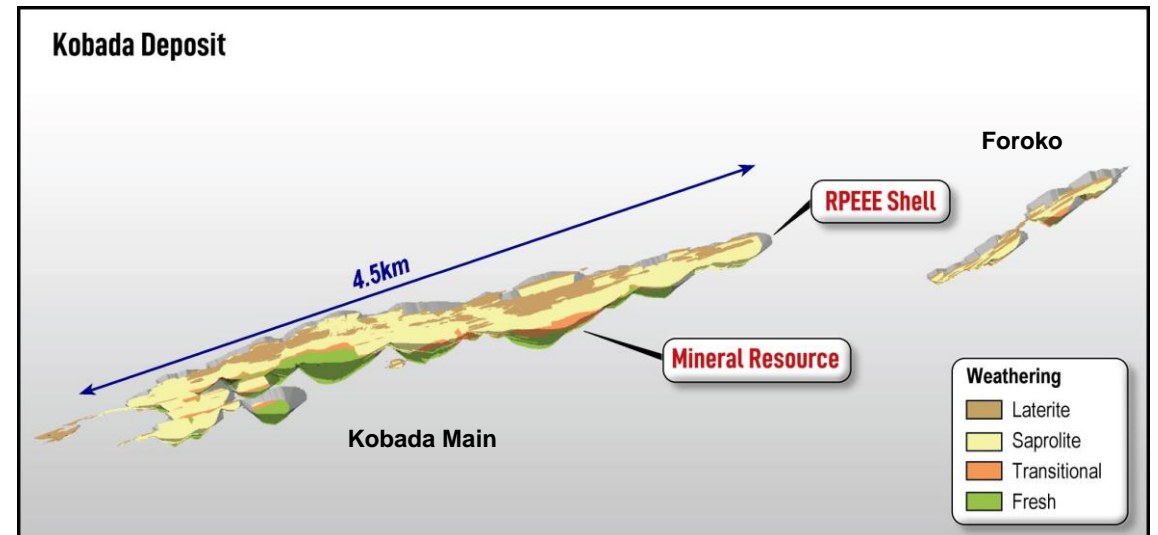 Kobada Deposit
Foroko
RPEEE Shell
4.5km
Mineral Resource
Kobada Main
Weathering
Laterite
Saprolite
Transitional
Fresh